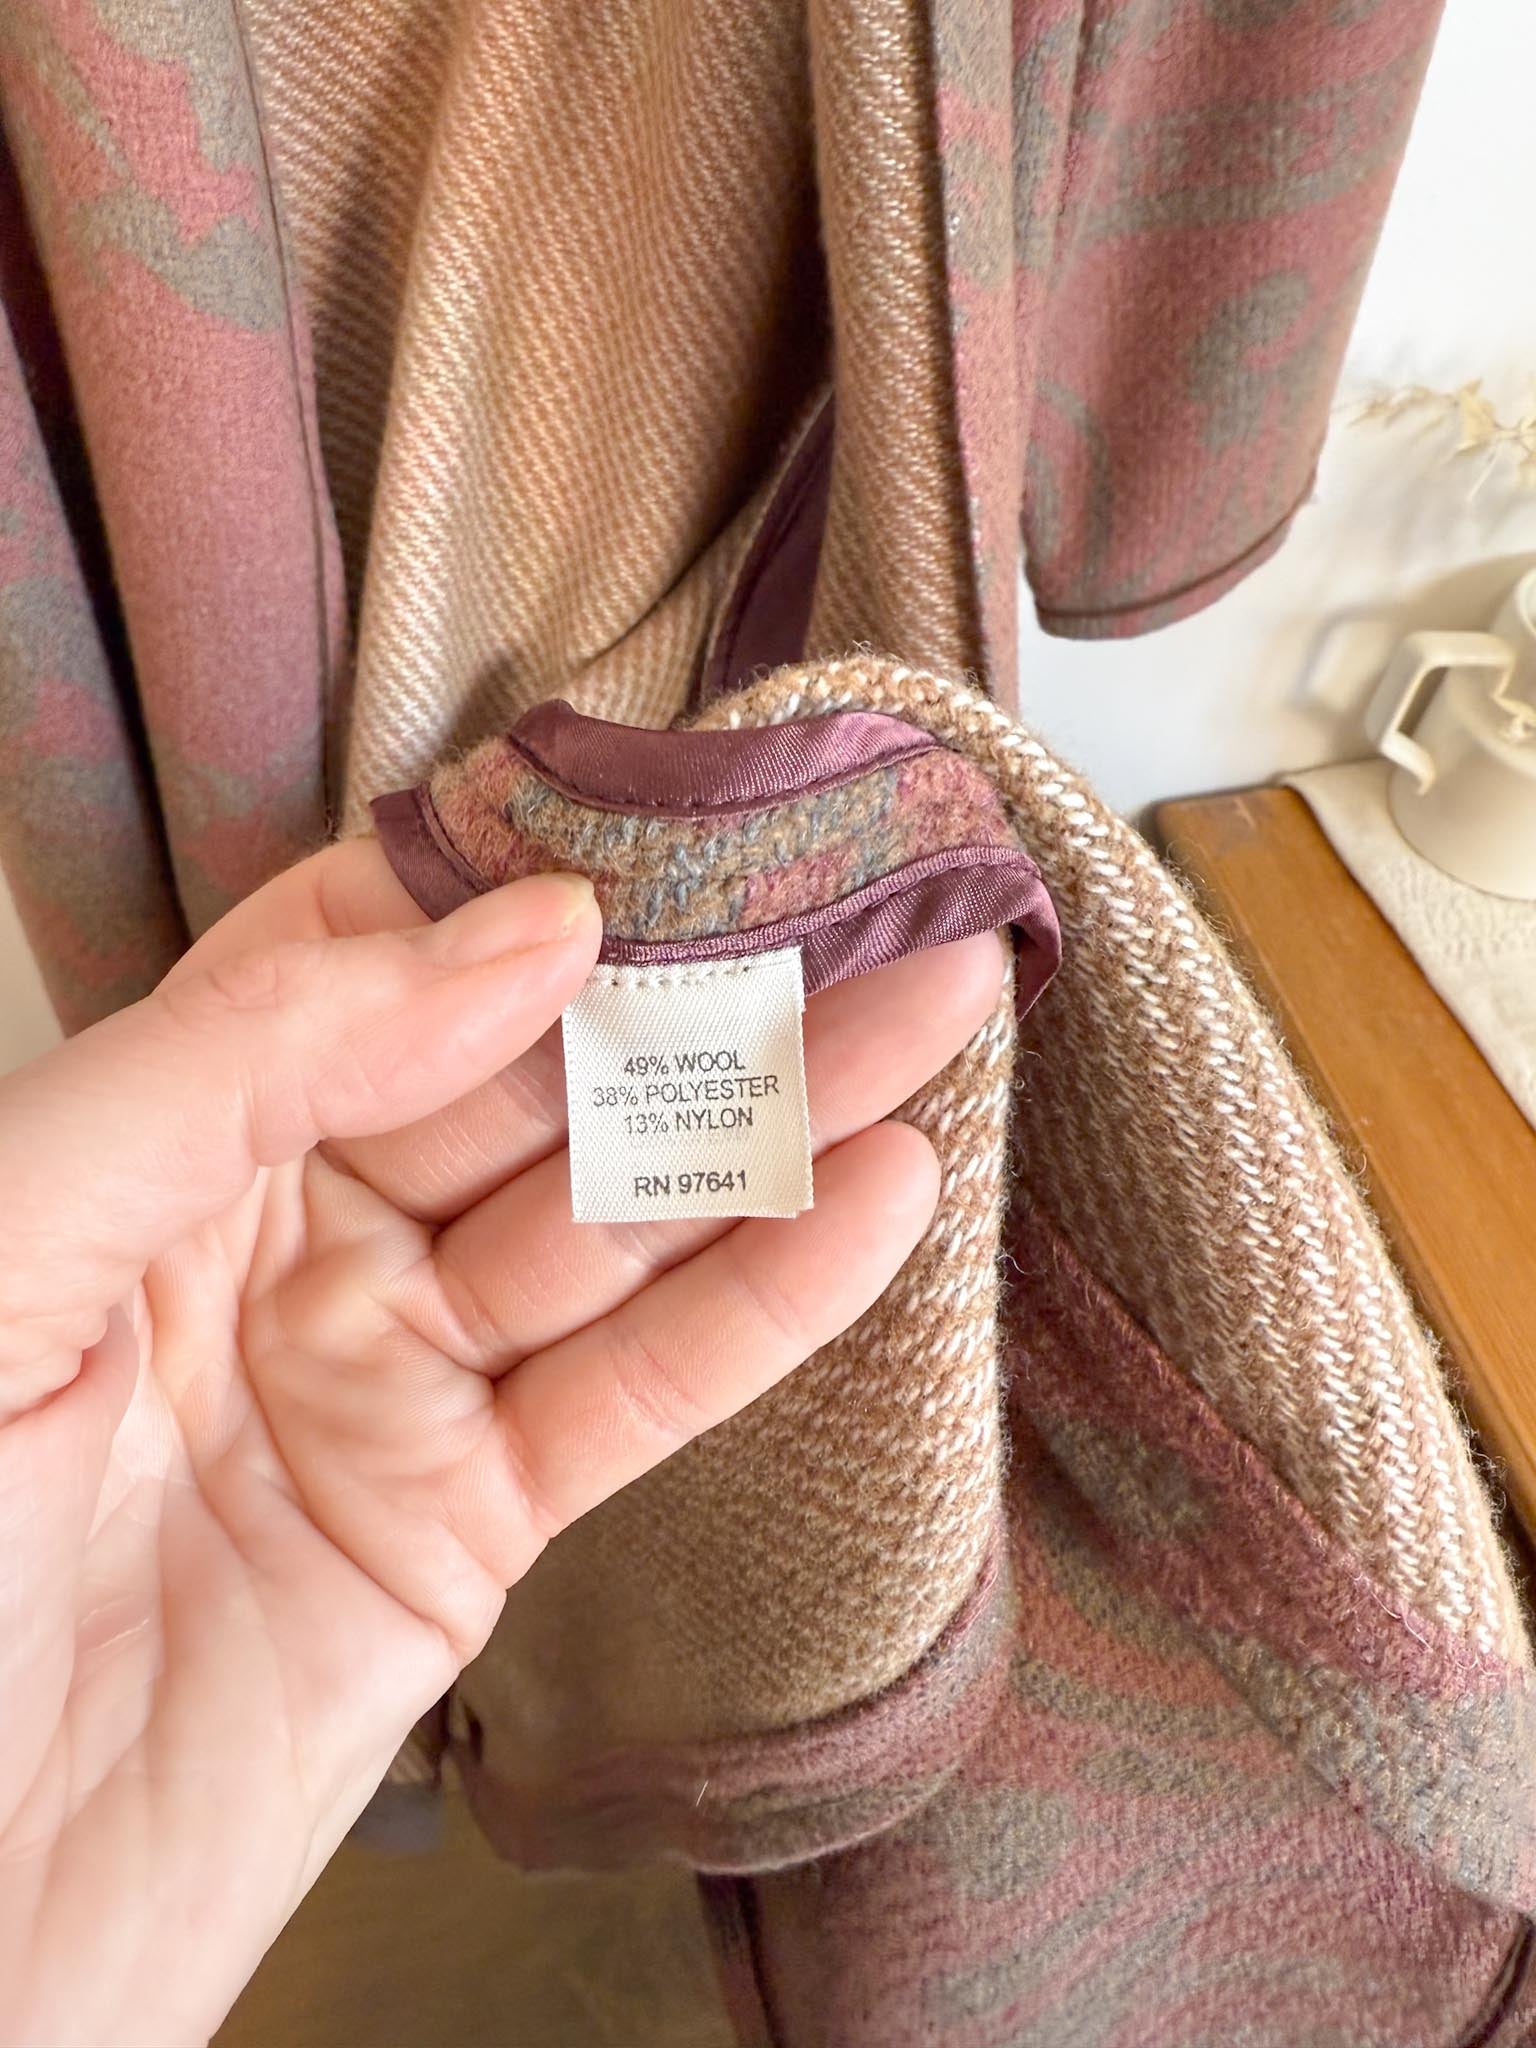 49% WOOL
38% POLYESTER
13% NYLON
RN 97641